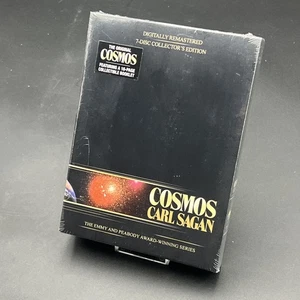 DIGITALLY REMASTERED
7-DISC COLLECTOR'S EDITION
THE ORIGINAL
COSMOS
FEATURING A 16-PAGE
COLLECTIBLE BOOKLET
COSMOS
CARL SAGAN
THE EMMY AND PEABODY AWARD-WINNING SERIES